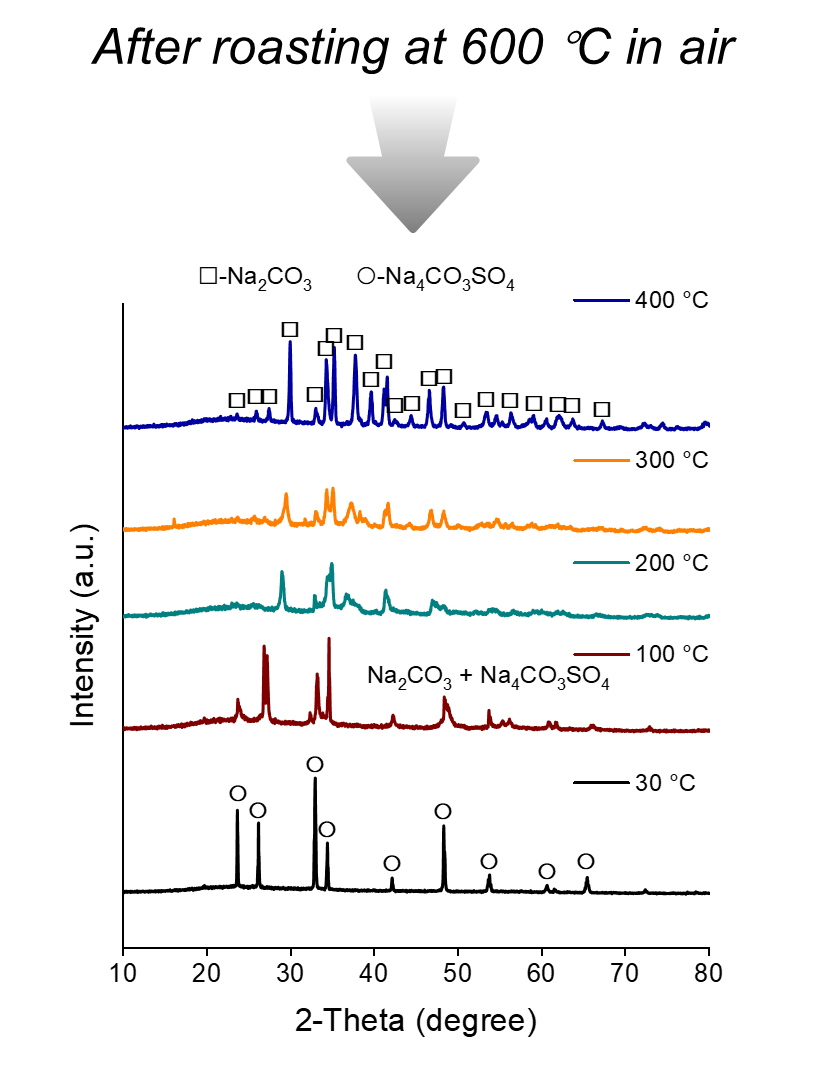 After roasting at 600 °C in air
□-Na₂CO₃ ○-Na₄CO₃SO₄
400 °C
300 °C
200 °C
100 °C
Na₂CO₃ + Na₄CO₃SO₄
30 °C
Intensity (a.u.)
10 20 30 40 50 60 70 80
2-Theta (degree)